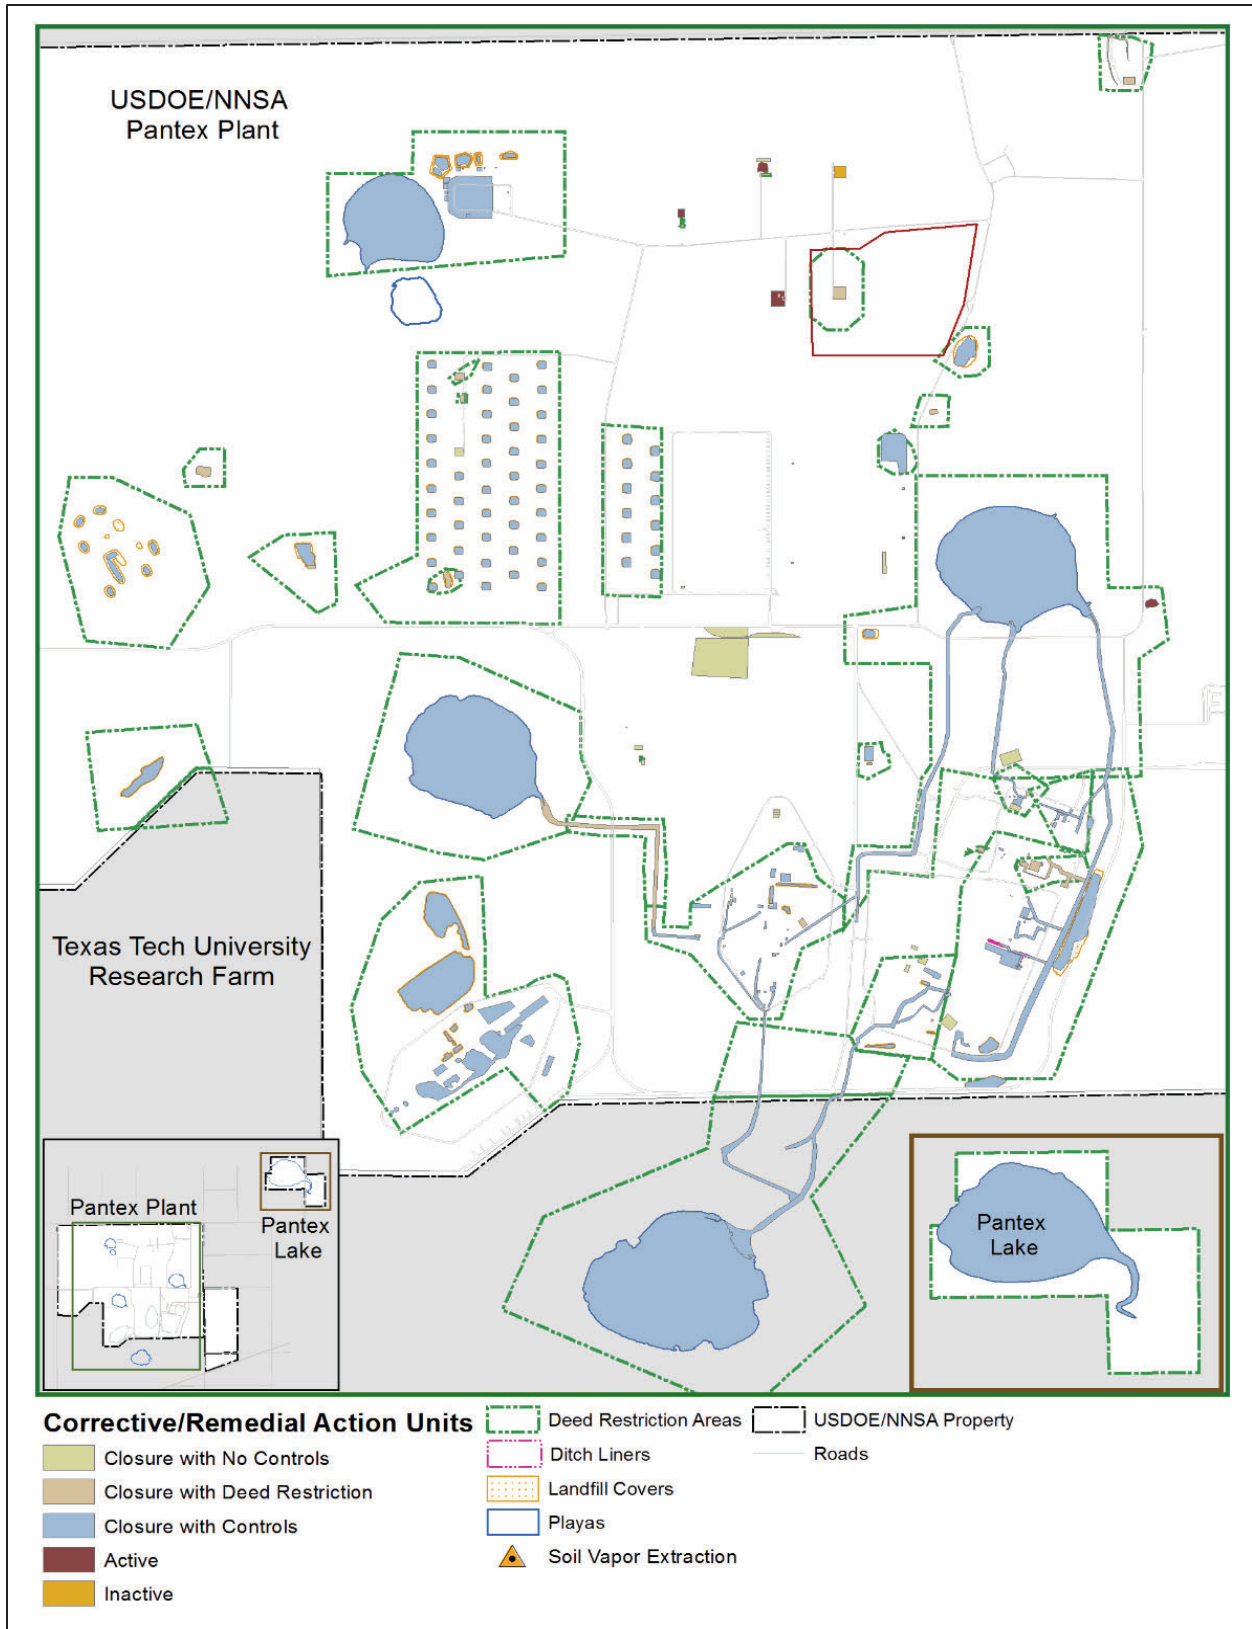 USDOE/NNSA
Pantex Plant
Texas Tech University
Research Farm
Pantex Plant
Pantex
Lake
Pantex
Lake
Corrective/Remedial Action Units
Closure with No Controls
Closure with Deed Restriction
Closure with Controls
Active
Inactive
Deed Restriction Areas
Ditch Liners
Landfill Covers
Playas
Soil Vapor Extraction
USDOE/NNSA Property
Roads